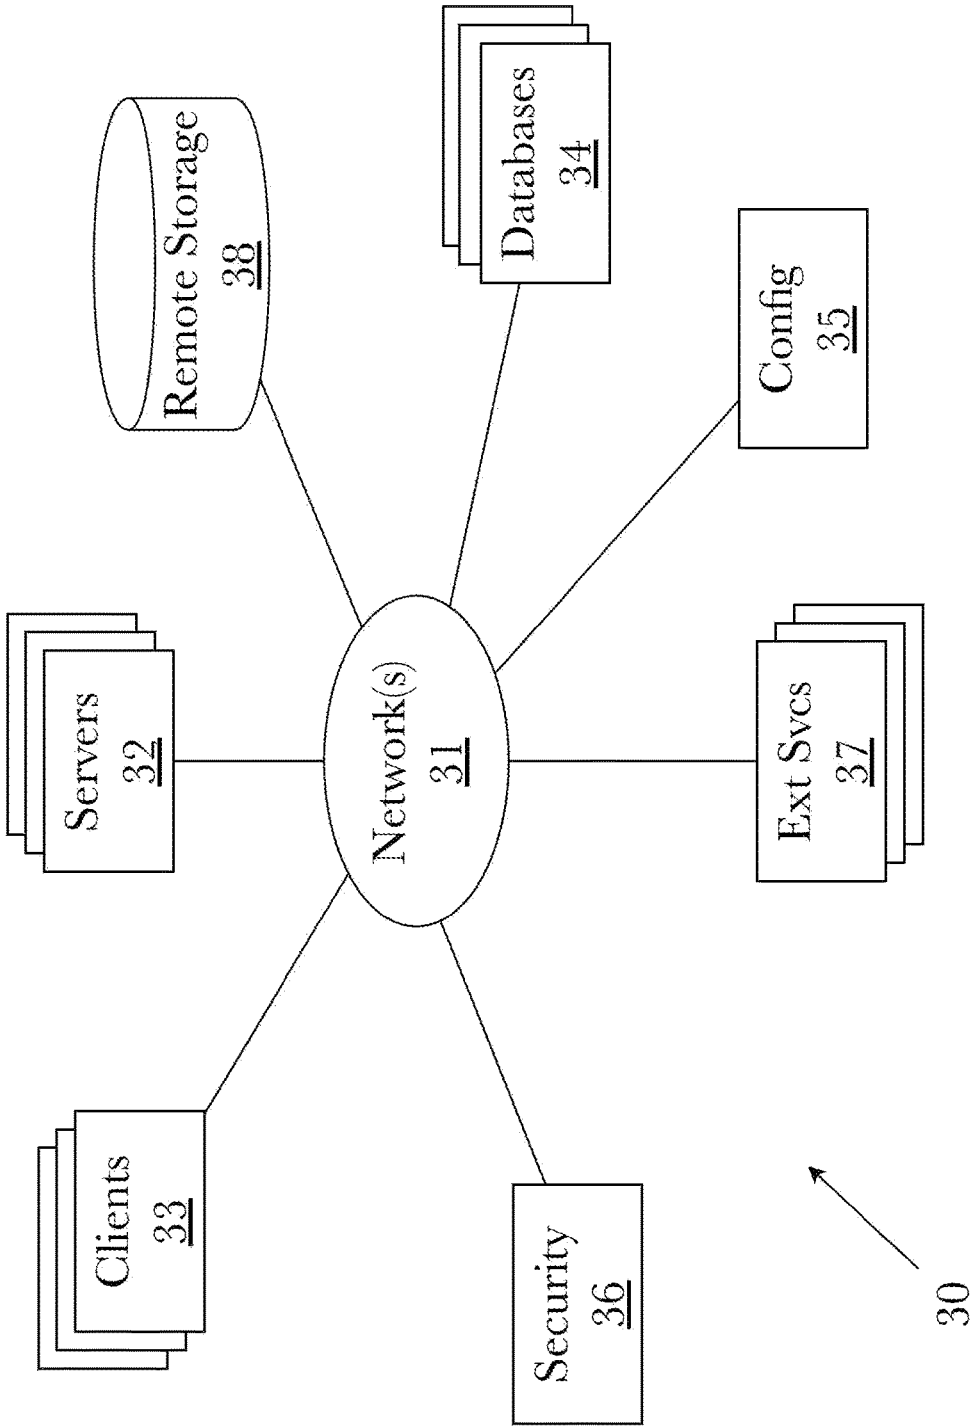 Servers
32
Remote Storage
38
Clients
33
Network(s)
31
Databases
34
Security
36
Ext Svcs
37
Config
35
30